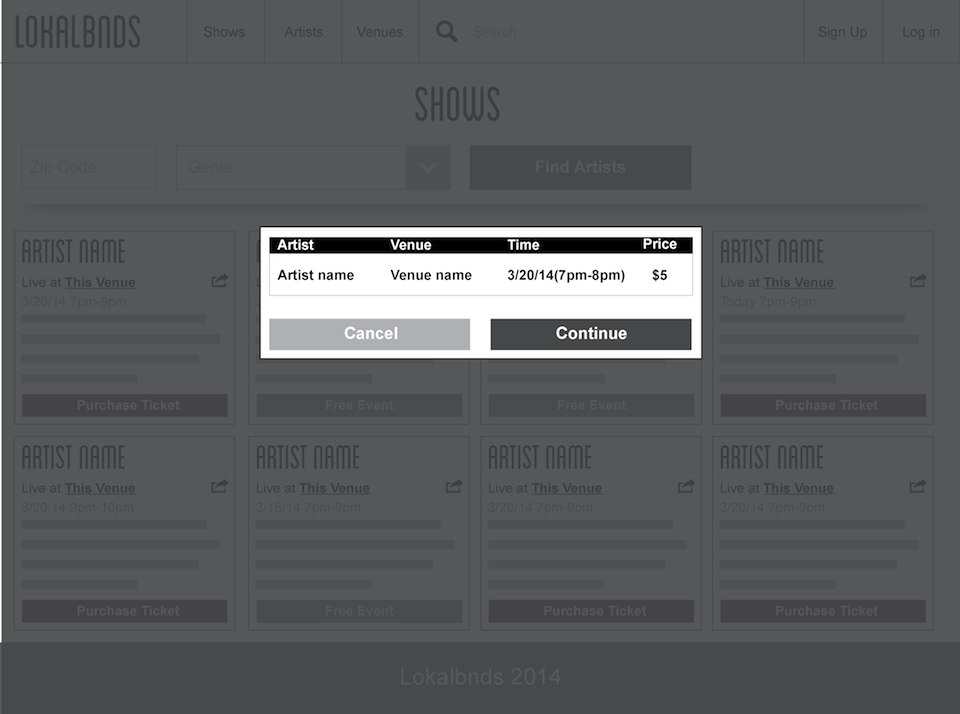 LOKALBNDS Shows Artists Venues Search Sign Up Log in
SHOWS
Zip Code Genre Find Artists
Artist Venue Time Price
Artist name Venue name 3/20/14(7pm-8pm) $5
Cancel Continue
ARTIST NAME
Live at This Venue
3/20/14 7pm-9pm
Purchase Ticket
Free Event
Free Event
ARTIST NAME
Live at This Venue
Today 7pm-9pm
Purchase Ticket
ARTIST NAME
Live at This Venue
3/20/14 9pm-10pm
Purchase Ticket
ARTIST NAME
Live at This Venue
3/18/14 7pm-9pm
Free Event
ARTIST NAME
Live at This Venue
3/20/14 7pm-9pm
Purchase Ticket
ARTIST NAME
Live at This Venue
3/20/14 7pm-9pm
Purchase Ticket
Lokalbnds 2014